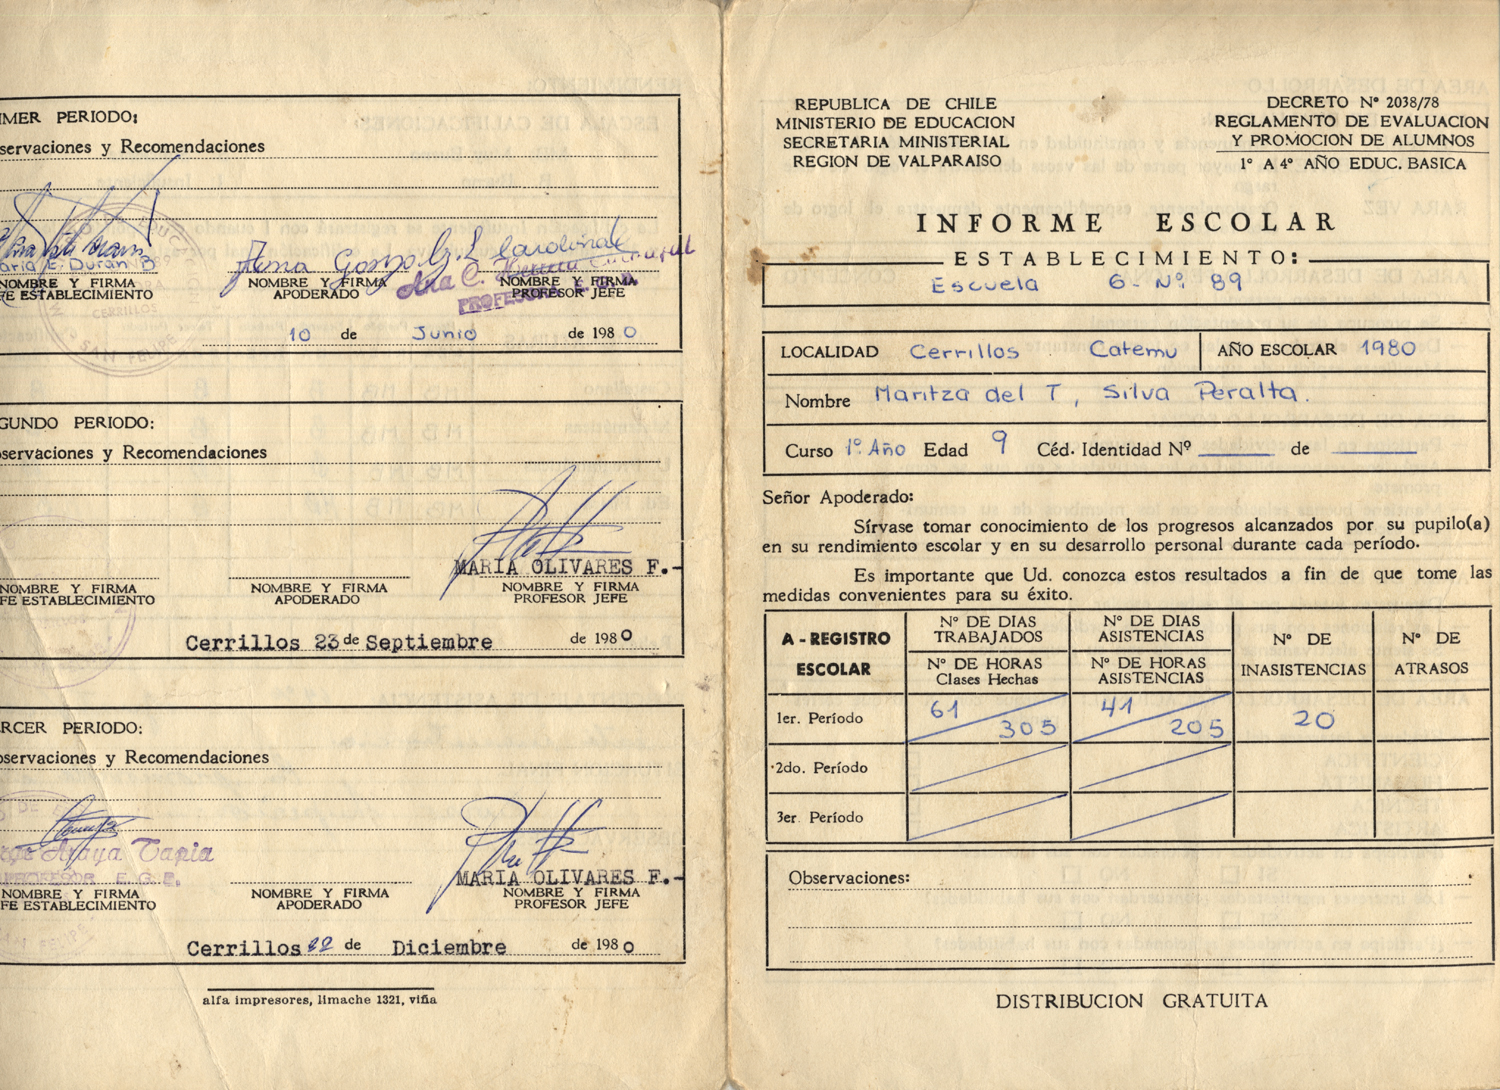 IMER PERIODO:
servaciones y Recomendaciones
María E. Durán B
NOMBRE Y FIRMA
FE ESTABLECIMIENTO
NOMBRE Y FIRMA
APODERADO
Ana C.
NOMBRE Y FIRMA
PROFESOR JEFE
CERRILLOS
SAN FELIPE
10 de Junio de 1980
GUNDO PERIODO:
servaciones y Recomendaciones
MARIA OLIVARES F.-
NOMBRE Y FIRMA
FE ESTABLECIMIENTO
NOMBRE Y FIRMA
APODERADO
NOMBRE Y FIRMA
PROFESOR JEFE
Cerrillos 23 de Septiembre de 1980
RCER PERIODO:
servaciones y Recomendaciones
Araya Tapia
PROFESOR E.G.B.
MARIA OLIVARES F.-
NOMBRE Y FIRMA
FE ESTABLECIMIENTO
NOMBRE Y FIRMA
APODERADO
NOMBRE Y FIRMA
PROFESOR JEFE
Cerrillos 22 de Diciembre de 1980
alfa impresores, limache 1321, viña
REPUBLICA DE CHILE
MINISTERIO DE EDUCACION
SECRETARIA MINISTERIAL
REGION DE VALPARAISO
DECRETO Nº 2038/78
REGLAMENTO DE EVALUACION
Y PROMOCION DE ALUMNOS
1º A 4º AÑO EDUC. BASICA
INFORME ESCOLAR
ESTABLECIMIENTO:
Escuela G-Nº 89
LOCALIDAD Cerrillos Catemu AÑO ESCOLAR 1980
Nombre Maritza del T, Silva Peralta.
Curso 1º Año Edad 9 Céd. Identidad Nº de
Señor Apoderado:
Sírvase tomar conocimiento de los progresos alcanzados por su pupilo(a)
en su rendimiento escolar y en su desarrollo personal durante cada período.
Es importante que Ud. conozca estos resultados a fin de que tome las
medidas convenientes para su éxito.
A - REGISTRO
ESCOLAR
Nº DE DIAS
TRABAJADOS
Nº DE HORAS
Clases Hechas
Nº DE DIAS
ASISTENCIAS
Nº DE HORAS
ASISTENCIAS
Nº DE
INASISTENCIAS
Nº DE
ATRASOS
1er. Período 61 305 41 205 20
2do. Período
3er. Período
Observaciones:
DISTRIBUCION GRATUITA